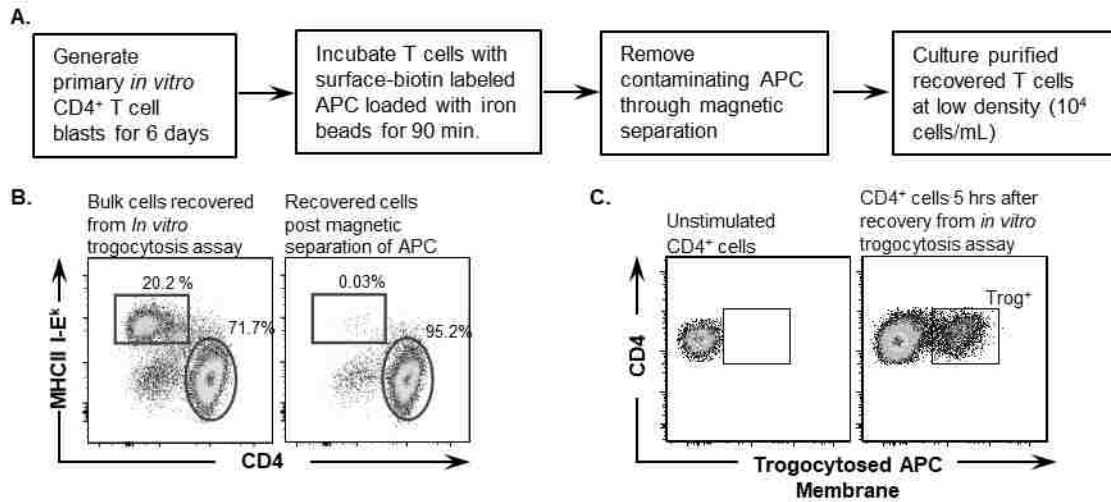 A.
Generate
primary in vitro
CD4⁺ T cell
blasts for 6 days
Incubate T cells with
surface-biotin labeled
APC loaded with iron
beads for 90 min.
Remove
contaminating APC
through magnetic
separation
Culture purified
recovered T cells
at low density (10⁴
cells/mL)
B.
Bulk cells recovered
from In vitro
trogocytosis assay
Recovered cells
post magnetic
separation of APC
20.2 %
71.7%
0.03%
95.2%
MHCII I-Eᵏ
CD4
C.
Unstimulated
CD4⁺ cells
CD4⁺ cells 5 hrs after
recovery from in vitro
trogocytosis assay
Trog⁺
CD4
Trogocytosed APC
Membrane